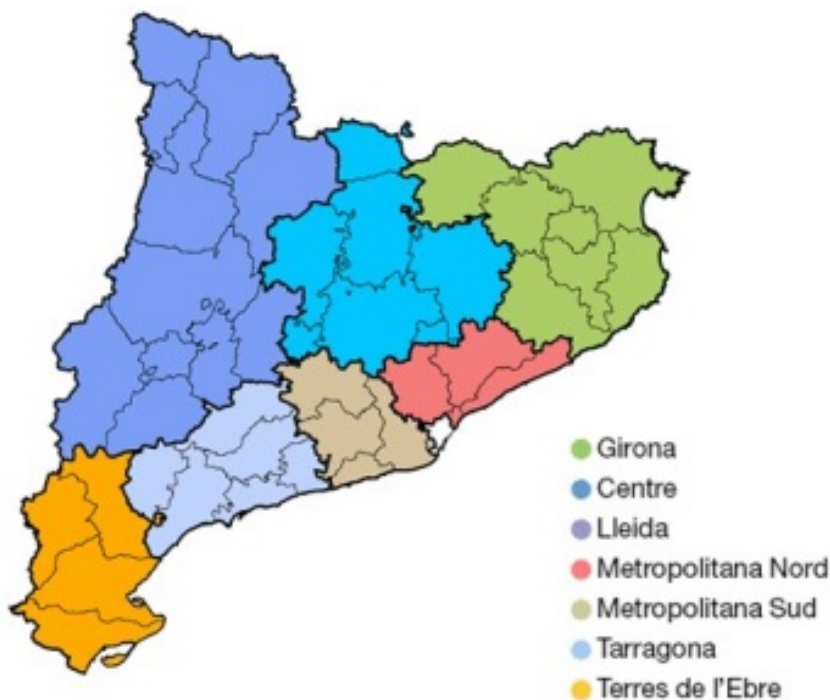 Girona
Centre
Lleida
Metropolitana Nord
Metropolitana Sud
Tarragona
Terres de l'Ebre